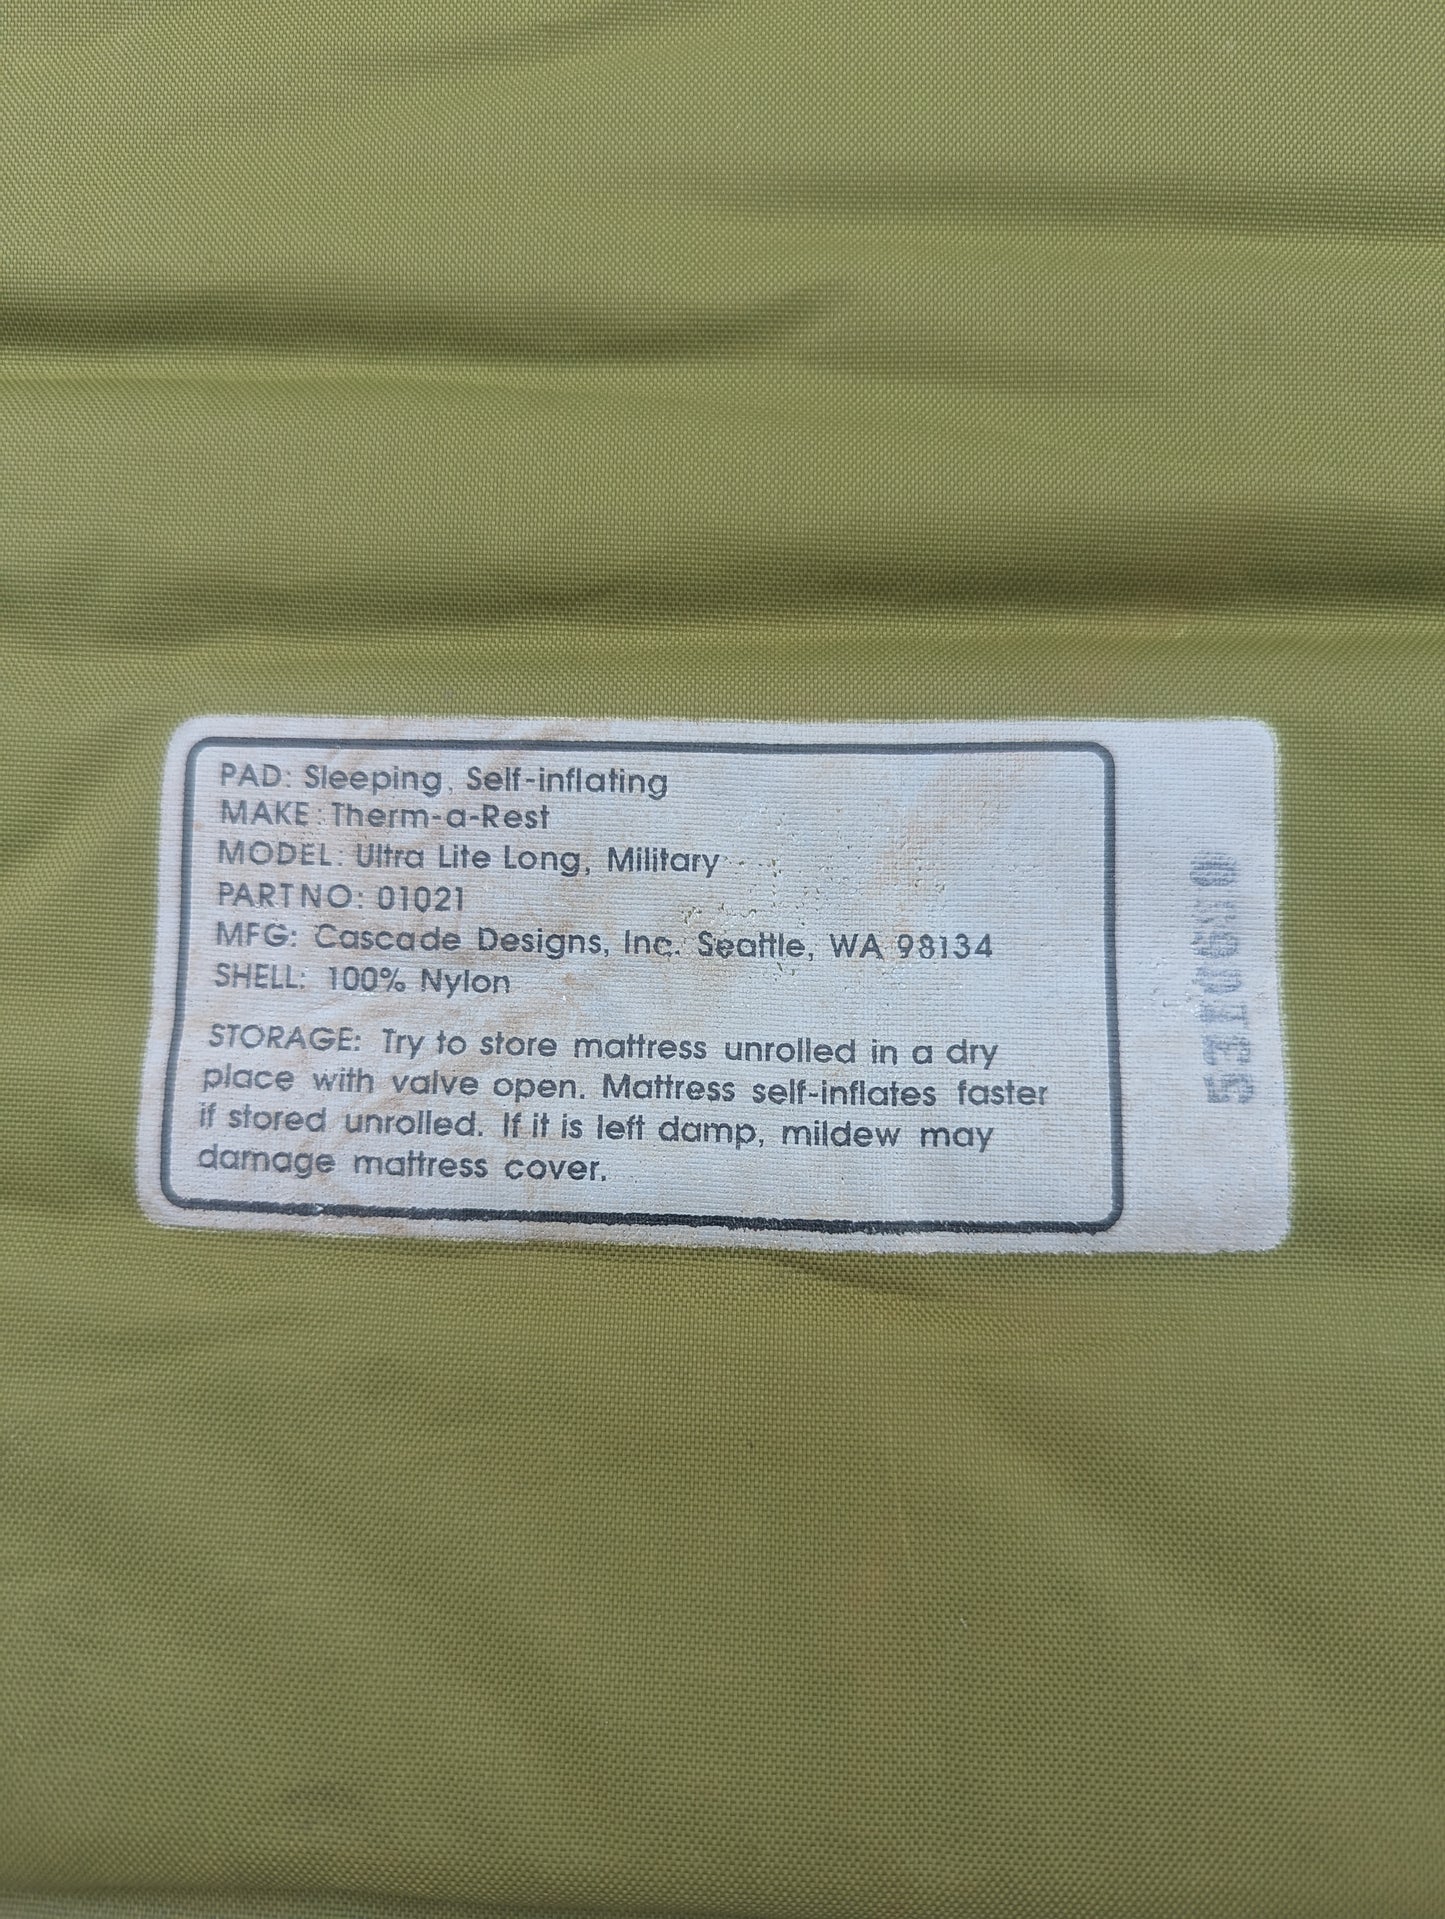 PAD: Sleeping, Self-inflating
MAKE: Therm-a-Rest
MODEL: Ultra Lite Long, Military
PART NO: 01021
MFG: Cascade Designs, Inc. Seattle, WA 98134
SHELL: 100% Nylon
STORAGE: Try to store mattress unrolled in a dry
place with valve open. Mattress self-inflates faster
if stored unrolled. If it is left damp, mildew may
damage mattress cover.